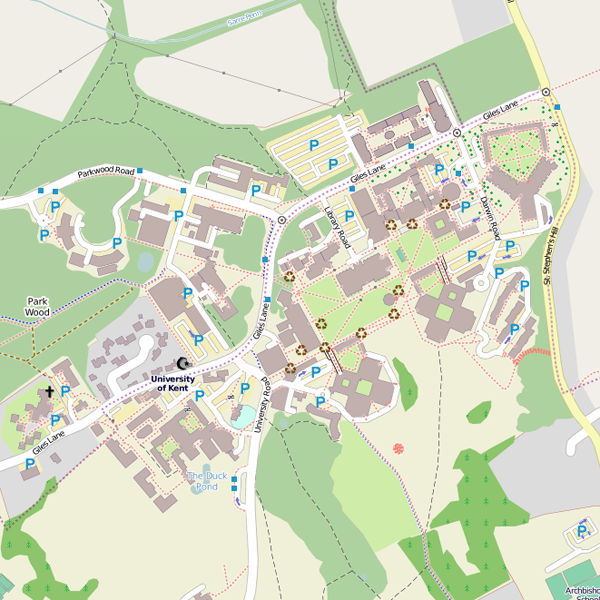 Sarre Penn
Giles Lane
Parkwood Road
Giles Lane
Library Road
Darwin Road
St. Stephen's Hill
Park
Wood
Giles Lane
University
of Kent
University Road
Giles Lane
The Duck
Pond
Archbisho
School